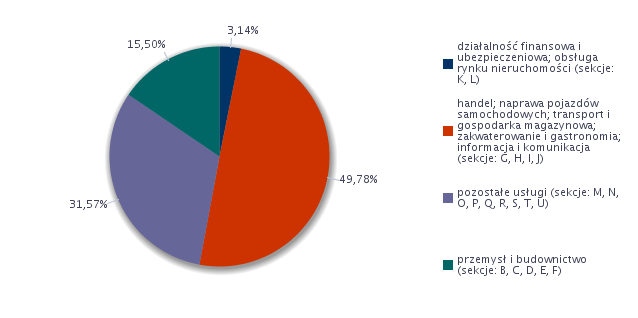 3,14%
15,50%
49,78%
31,57%
działalność finansowa i
ubezpieczeniowa; obsługa
rynku nieruchomości (sekcje:
K, L)
handel; naprawa pojazdów
samochodowych; transport i
gospodarka magazynowa;
zakwaterowanie i gastronomia;
informacja i komunikacja
(sekcje: G, H, I, J)
pozostałe usługi (sekcje: M, N,
O, P, Q, R, S, T, U)
przemysł i budownictwo
(sekcje: B, C, D, E, F)